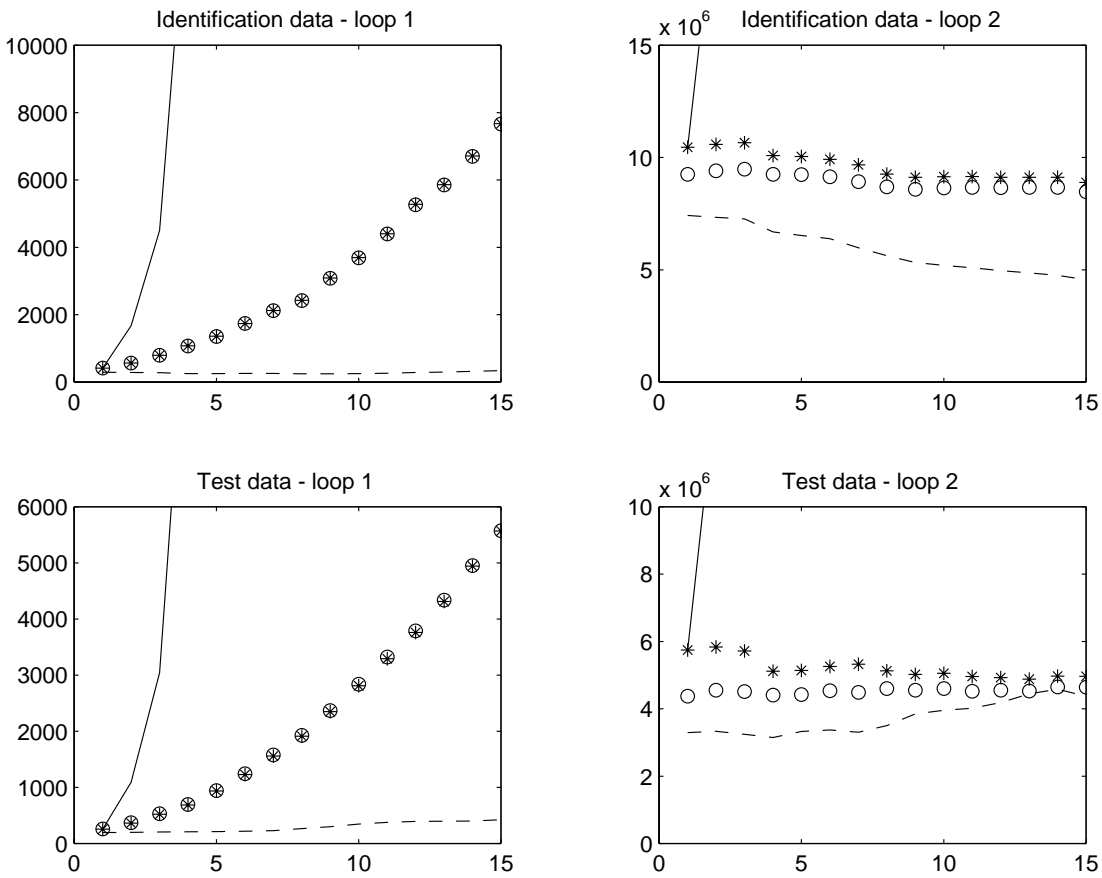 Identification data - loop 1
10000
8000
6000
4000
2000
0
0 5 10 15
Identification data - loop 2
x 10^6
15
10
5
0
0 5 10 15
Test data - loop 1
6000
5000
4000
3000
2000
1000
0
0 5 10 15
Test data - loop 2
x 10^6
10
8
6
4
2
0
0 5 10 15